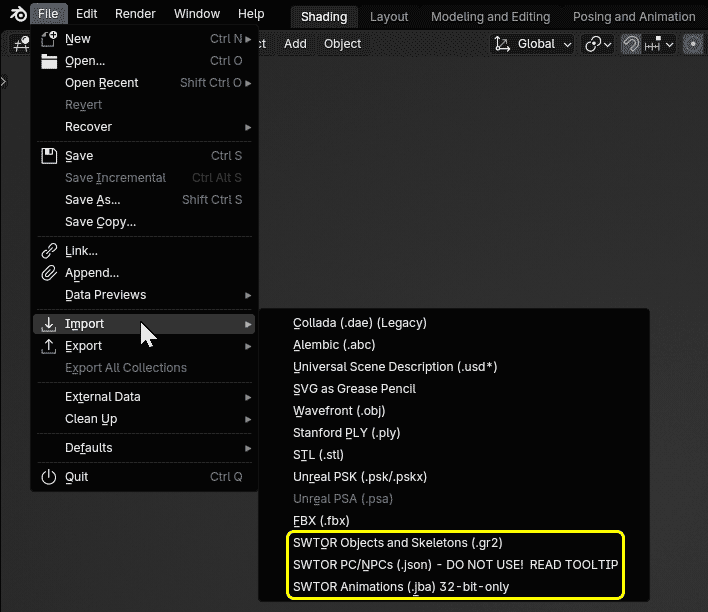 File Edit Render Window Help Shading Layout Modeling and Editing Posing and Animation
ct Add Object Global
New Ctrl N
Open... Ctrl O
Open Recent Shift Ctrl O
Revert
Recover
Save Ctrl S
Save Incremental Ctrl Alt S
Save As... Shift Ctrl S
Save Copy...
Link...
Append...
Data Previews
Import
Export
Export All Collections
External Data
Clean Up
Defaults
Quit Ctrl Q
Collada (.dae) (Legacy)
Alembic (.abc)
Universal Scene Description (.usd*)
SVG as Grease Pencil
Wavefront (.obj)
Stanford PLY (.ply)
STL (.stl)
Unreal PSK (.psk/.pskx)
Unreal PSA (.psa)
FBX (.fbx)
SWTOR Objects and Skeletons (.gr2)
SWTOR PC/NPCs (.json) - DO NOT USE! READ TOOLTIP
SWTOR Animations (.jba) 32-bit-only